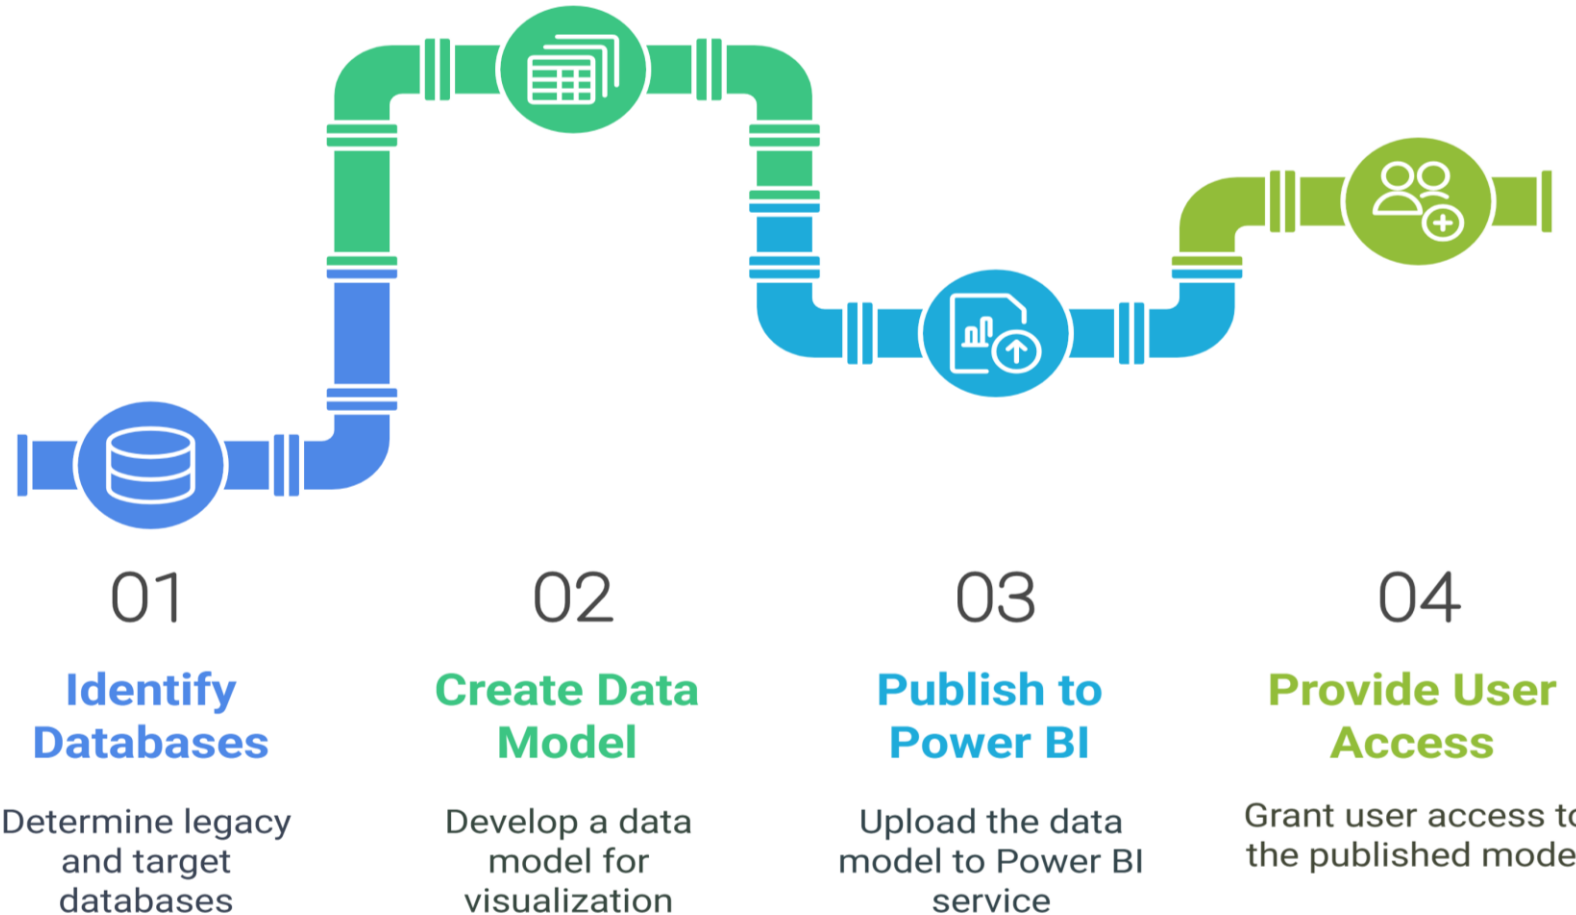 01
Identify
Databases
Determine legacy
and target
databases
02
Create Data
Model
Develop a data
model for
visualization
03
Publish to
Power BI
Upload the data
model to Power BI
service
04
Provide User
Access
Grant user access to
the published mode